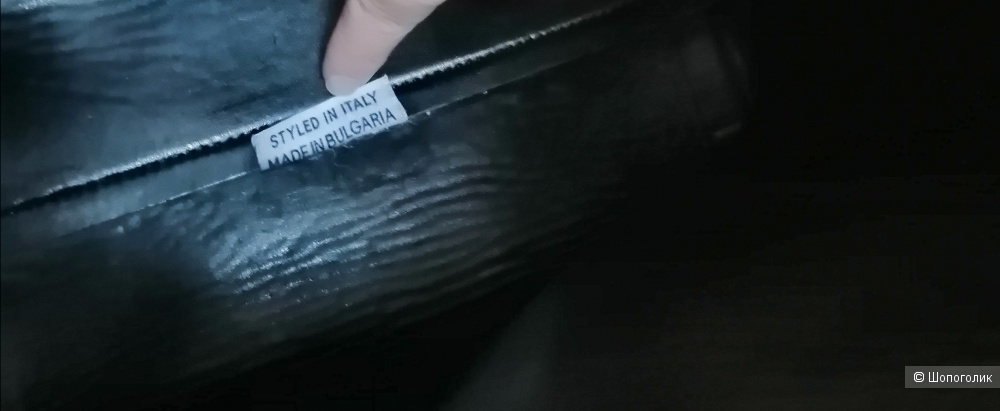 STYLED IN ITALY
MADE IN BULGARIA
© Шопоголик